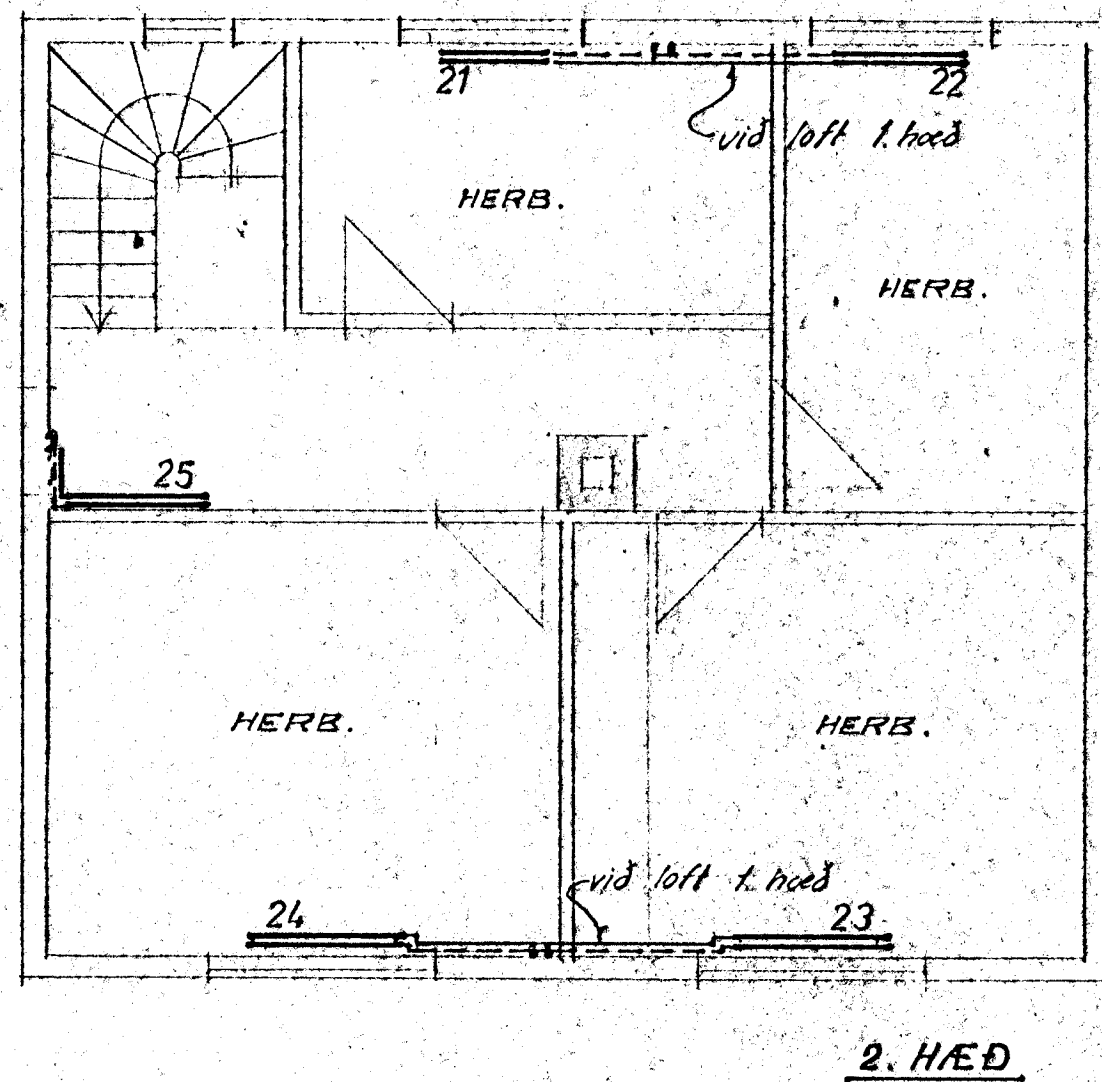 21
22
við loft 1. hæð
HERB.
HERB.
25
HERB.
HERB.
við loft 1. hæð
24
23
2. HÆÐ